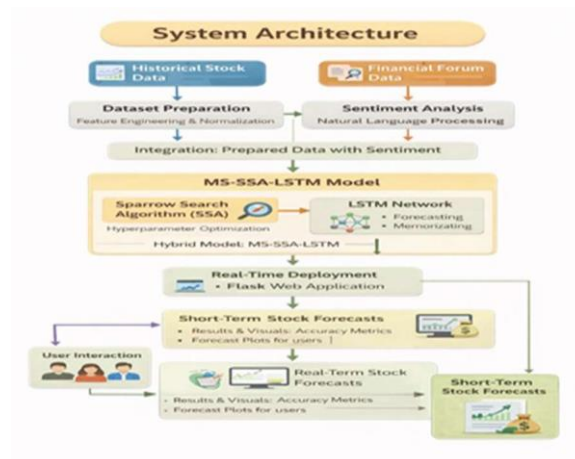 System Architecture
Historical Stock
Data
Financial Forum
Data
Dataset Preparation
Feature Engineering & Normalization
Sentiment Analysis
Natural Language Processing
Integration: Prepared Data with Sentiment
MS-SSA-LSTM Model
Sparrow Search
Algorithm (SSA)
Hyperparameter Optimization
LSTM Network
• Forecasting
• Memorizating
Hybrid Model: MS-SSA-LSTM
Real-Time Deployment
• Flask Web Application
Short-Term Stock Forecasts
• Results & Visuals: Accuracy Metrics
• Forecast Plots for users
User Interaction
Real-Term Stock
Forecasts
• Results & Visuals: Accuracy Metrics
• Forecast Plots for users
Short-Term
Stock Forecasts